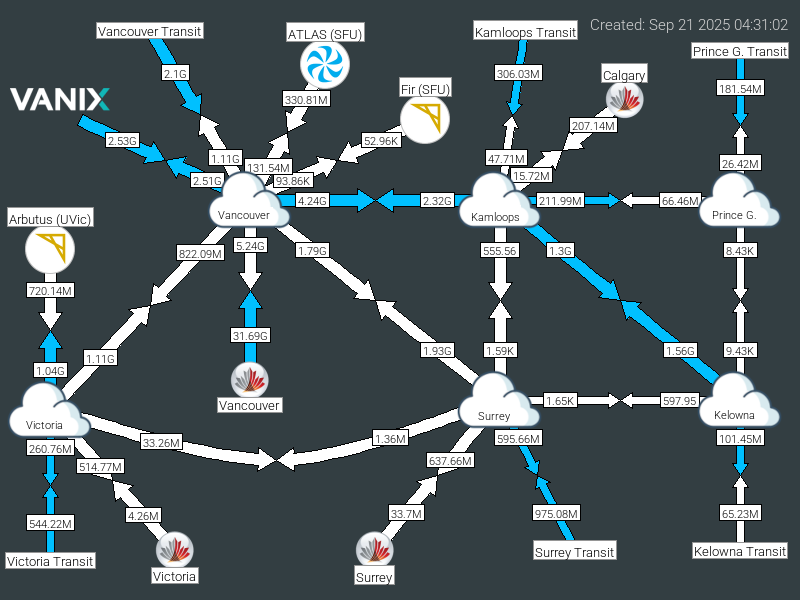 Created: Sep 21 2025 04:31:02
Vancouver Transit
ATLAS (SFU)
Kamloops Transit
Prince G. Transit
2.1G
306.03M
Calgary
181.54M
VANIX
330.81M
Fir (SFU)
207.14M
2.53G
52.96K
1.11G
131.54M
47.71M
26.42M
2.51G
93.86K
15.72M
4.24G
2.32G
211.99M
66.46M
Vancouver
Kamloops
Prince G.
Arbutus (UVic)
822.09M
5.24G
1.79G
555.56
1.3G
8.43K
720.14M
31.69G
1.11G
1.93G
1.59K
1.56G
9.43K
1.04G
Vancouver
1.65K
597.95
Victoria
Surrey
Kelowna
260.76M
33.26M
1.36M
595.66M
101.45M
514.77M
637.66M
544.22M
4.26M
33.7M
975.08M
65.23M
Victoria Transit
Victoria
Surrey
Surrey Transit
Kelowna Transit